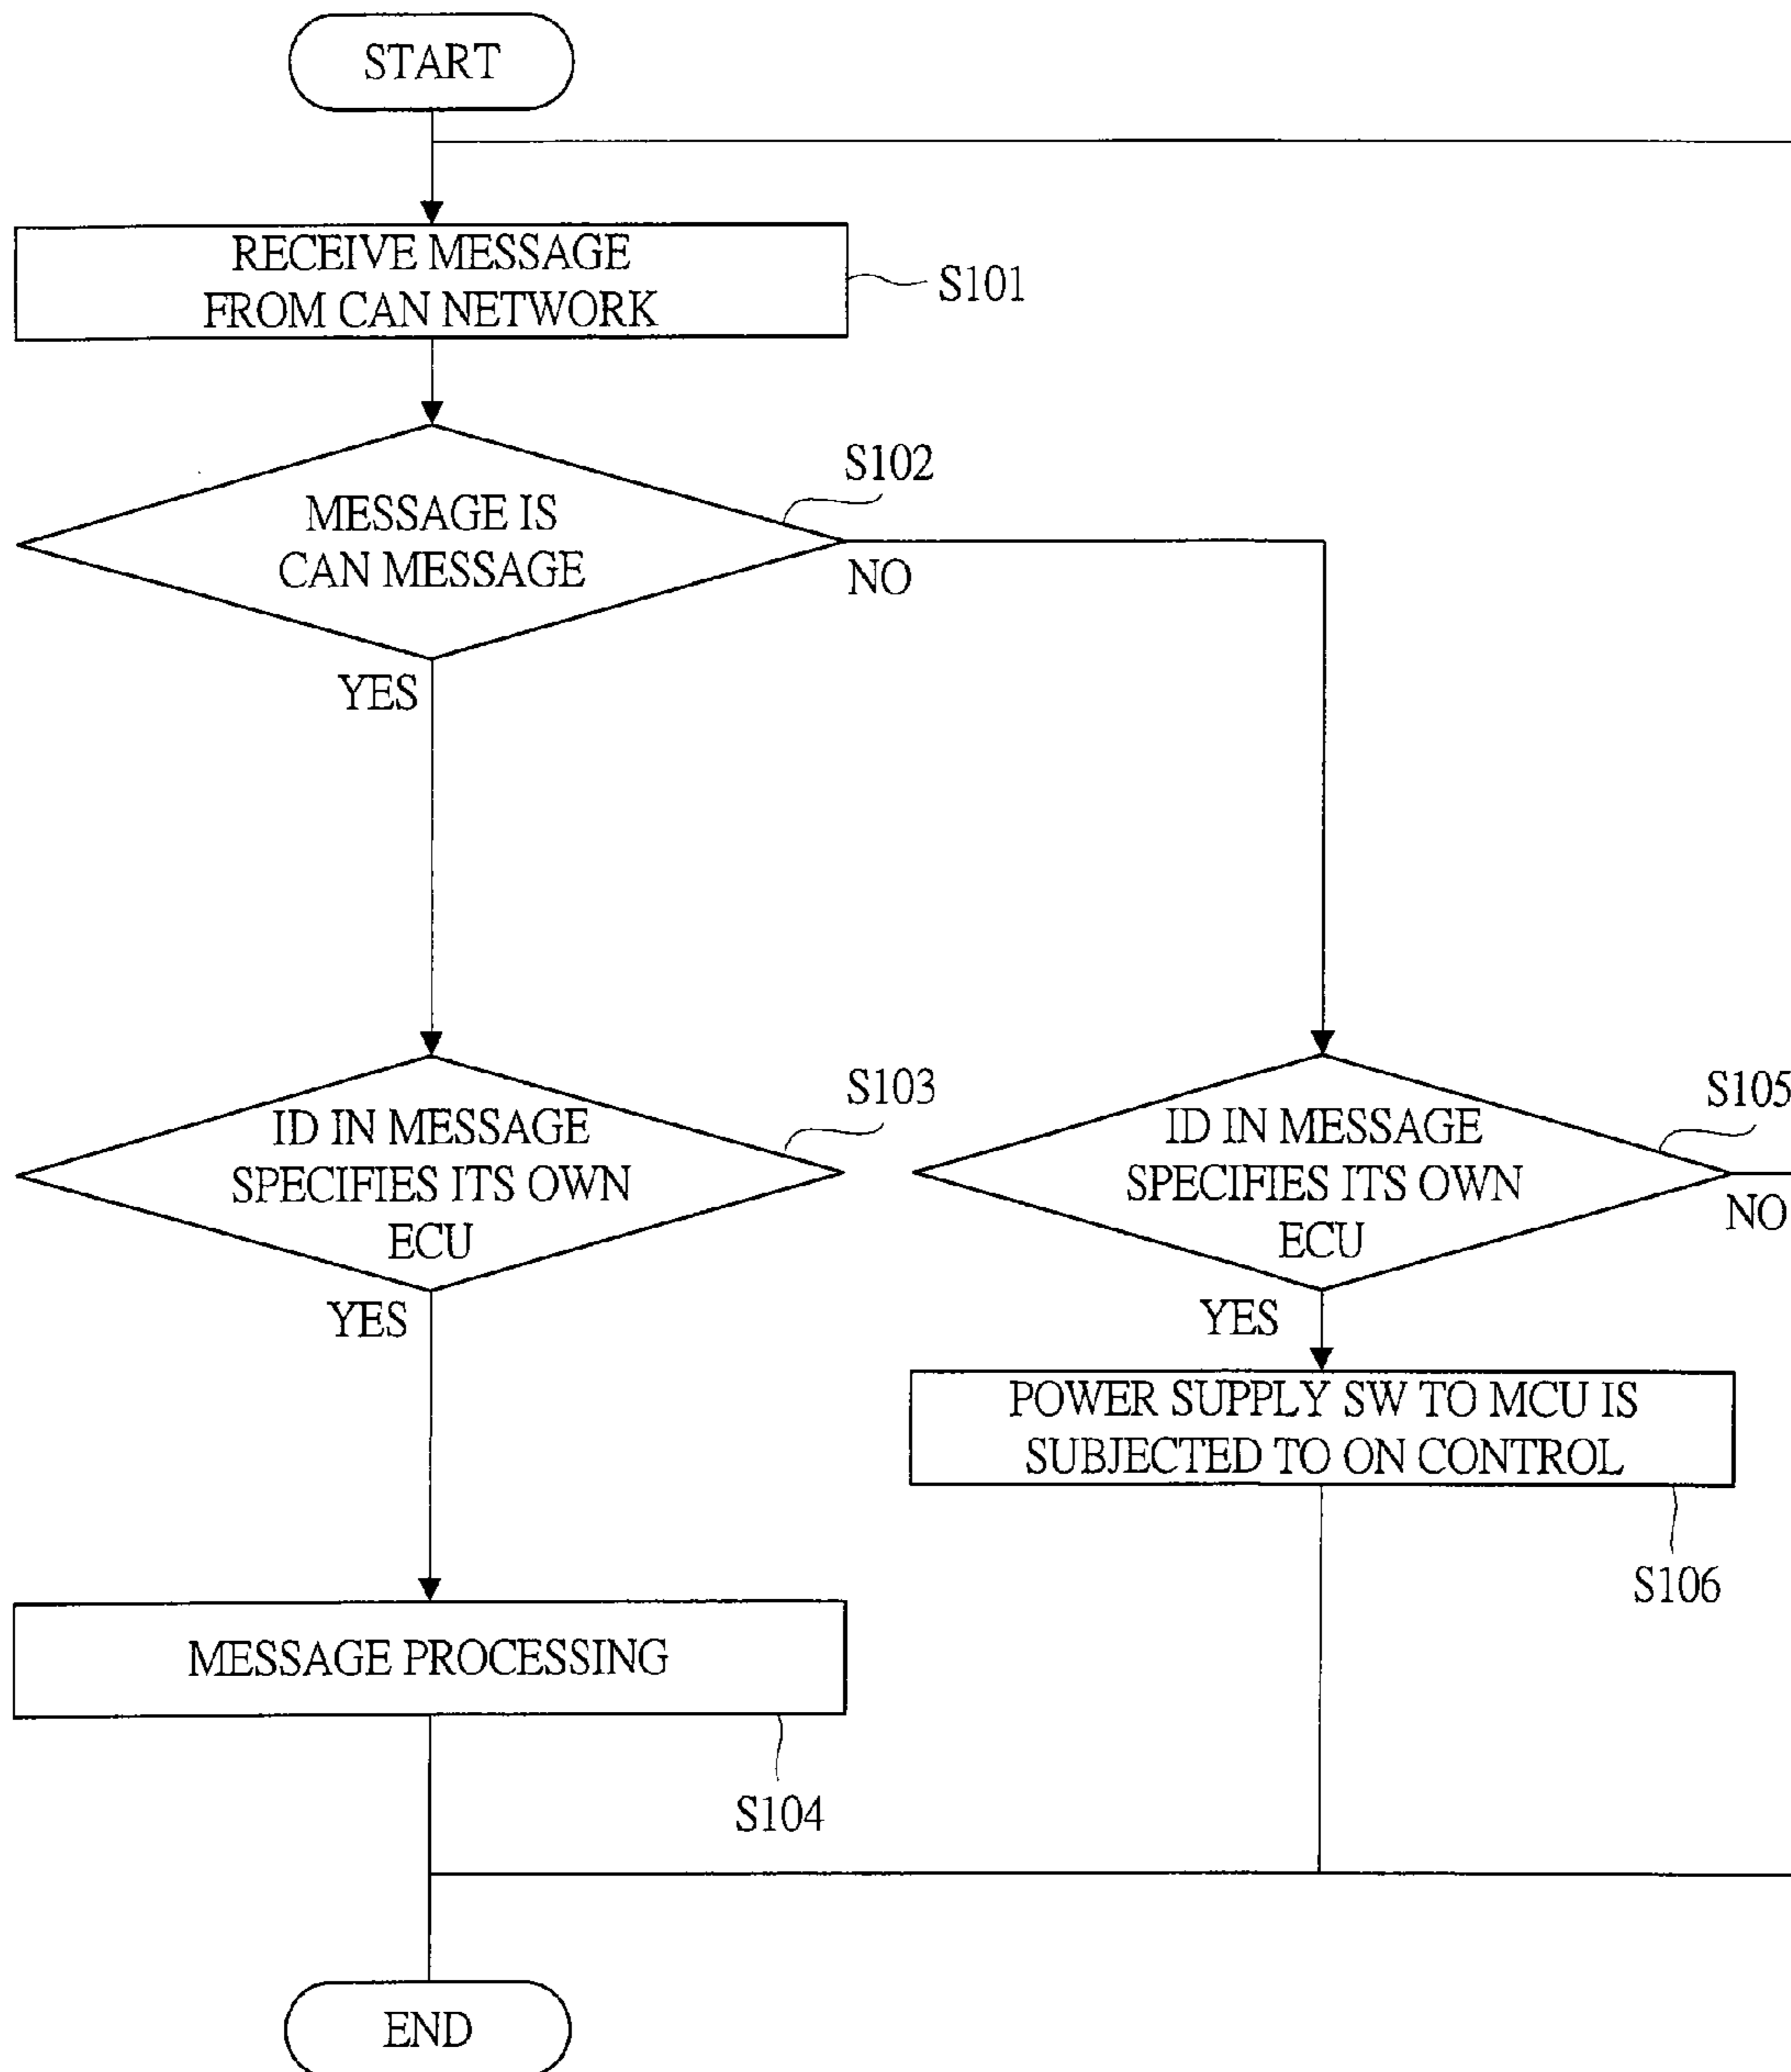 START
RECEIVE MESSAGE
FROM CAN NETWORK
S101
S102
MESSAGE IS
CAN MESSAGE
NO
YES
S103
ID IN MESSAGE
SPECIFIES ITS OWN
ECU
YES
S105
ID IN MESSAGE
SPECIFIES ITS OWN
ECU
NO
YES
POWER SUPPLY SW TO MCU IS
SUBJECTED TO ON CONTROL
S106
MESSAGE PROCESSING
S104
END